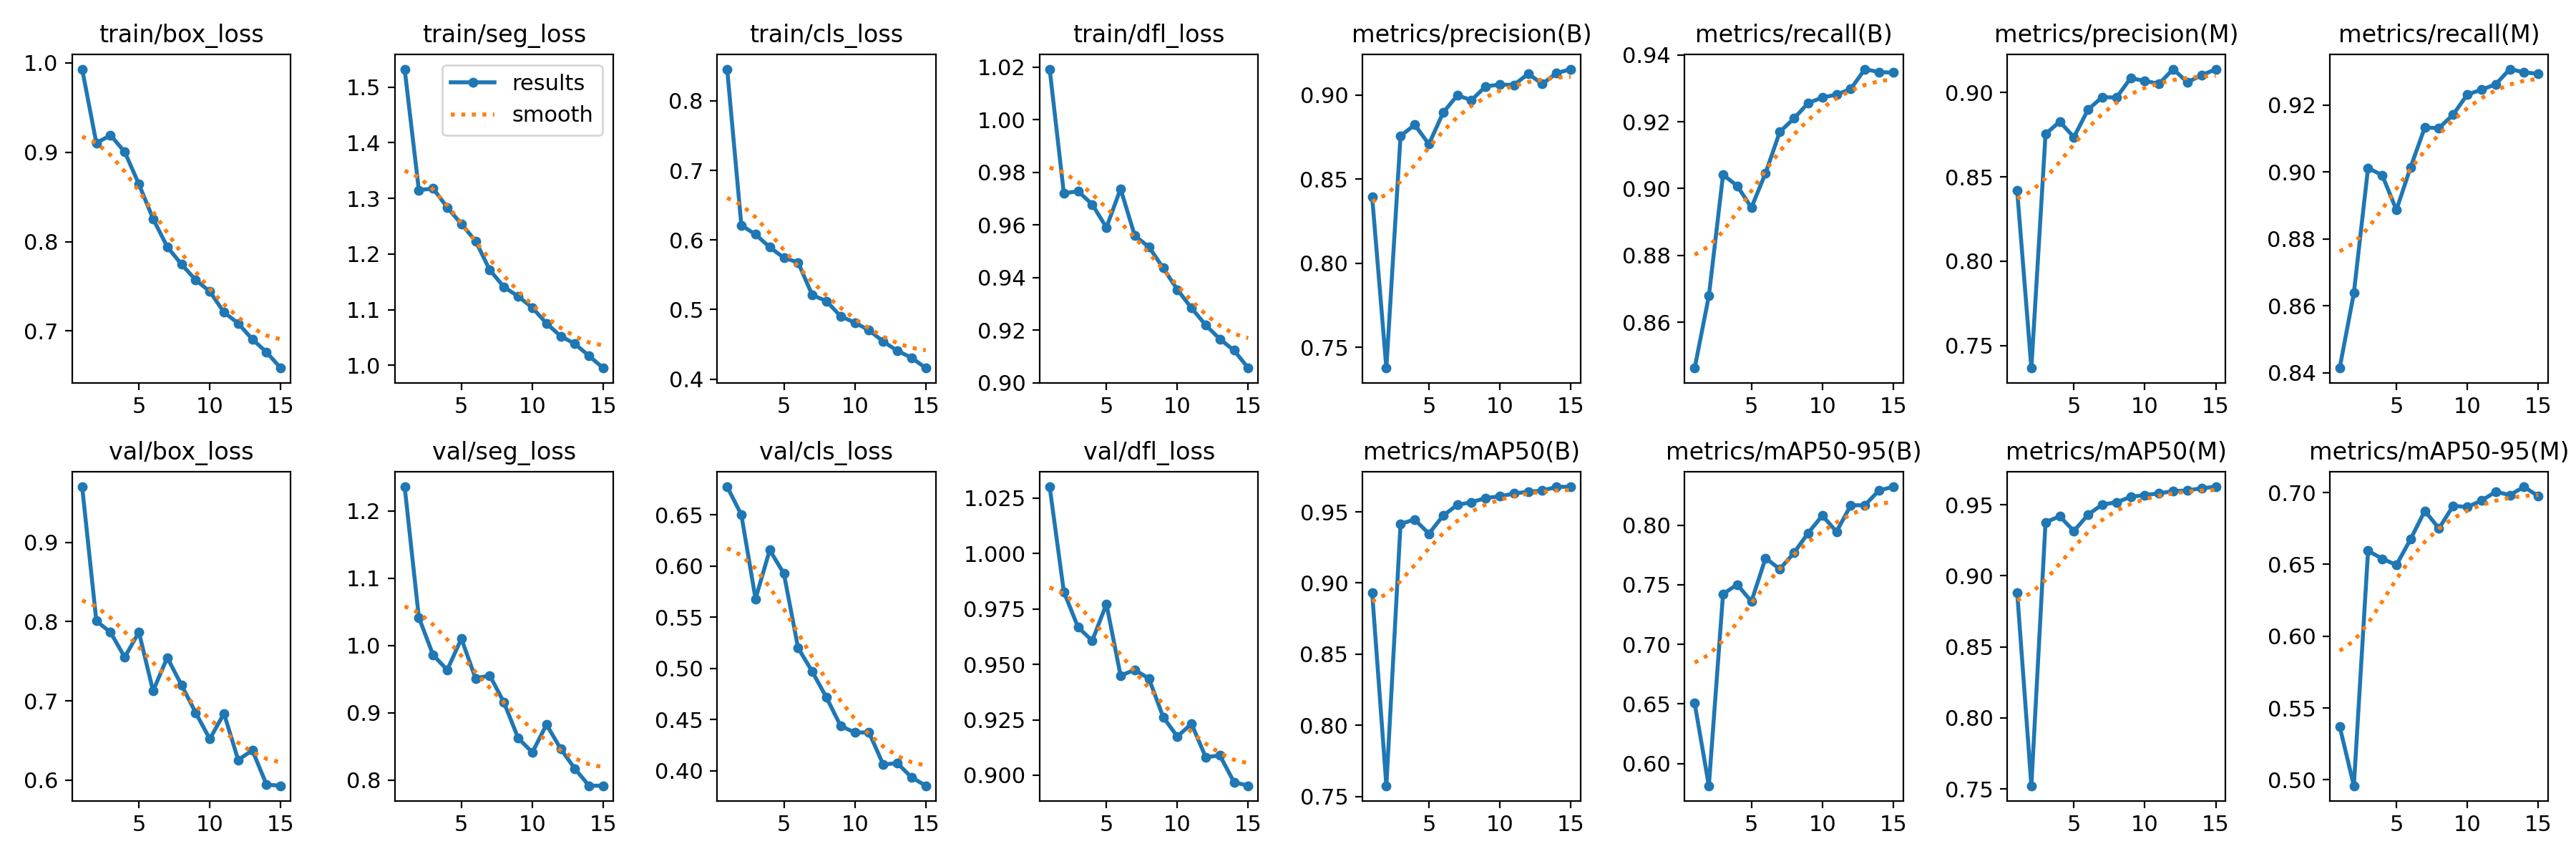 train/box_loss
train/seg_loss
train/cls_loss
train/dfl_loss
metrics/precision(B)
metrics/recall(B)
metrics/precision(M)
metrics/recall(M)
results
smooth
1.0
0.9
0.8
0.7
5 10 15
1.5
1.4
1.3
1.2
1.1
1.0
5 10 15
0.8
0.7
0.6
0.5
0.4
5 10 15
1.02
1.00
0.98
0.96
0.94
0.92
0.90
5 10 15
0.90
0.85
0.80
0.75
5 10 15
0.94
0.92
0.90
0.88
0.86
5 10 15
0.90
0.85
0.80
0.75
5 10 15
0.92
0.90
0.88
0.86
0.84
5 10 15
val/box_loss
val/seg_loss
val/cls_loss
val/dfl_loss
metrics/mAP50(B)
metrics/mAP50-95(B)
metrics/mAP50(M)
metrics/mAP50-95(M)
0.9
0.8
0.7
0.6
5 10 15
1.2
1.1
1.0
0.9
0.8
5 10 15
0.65
0.60
0.55
0.50
0.45
0.40
5 10 15
1.025
1.000
0.975
0.950
0.925
0.900
5 10 15
0.95
0.90
0.85
0.80
0.75
5 10 15
0.80
0.75
0.70
0.65
0.60
5 10 15
0.95
0.90
0.85
0.80
0.75
5 10 15
0.70
0.65
0.60
0.55
0.50
5 10 15